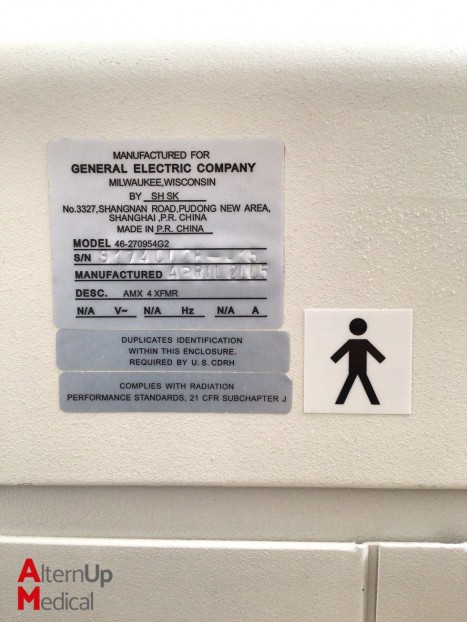 MANUFACTURED FOR
GENERAL ELECTRIC COMPANY
MILWAUKEE,WISCONSIN
BY SH SK
No.3327,SHANGNAN ROAD,PUDONG NEW AREA,
SHANGHAI ,P.R. CHINA
MADE IN P.R. CHINA
MODEL 46-270954G2
S/N
MANUFACTURED APRIL 2005
DESC. AMX 4 XFMR
N/A V~ N/A Hz N/A A
DUPLICATES IDENTIFICATION
WITHIN THIS ENCLOSURE.
REQUIRED BY U. S. CDRH
COMPLIES WITH RADIATION
PERFORMANCE STANDARDS, 21 CFR SUBCHAPTER J
AlternUp
Medical